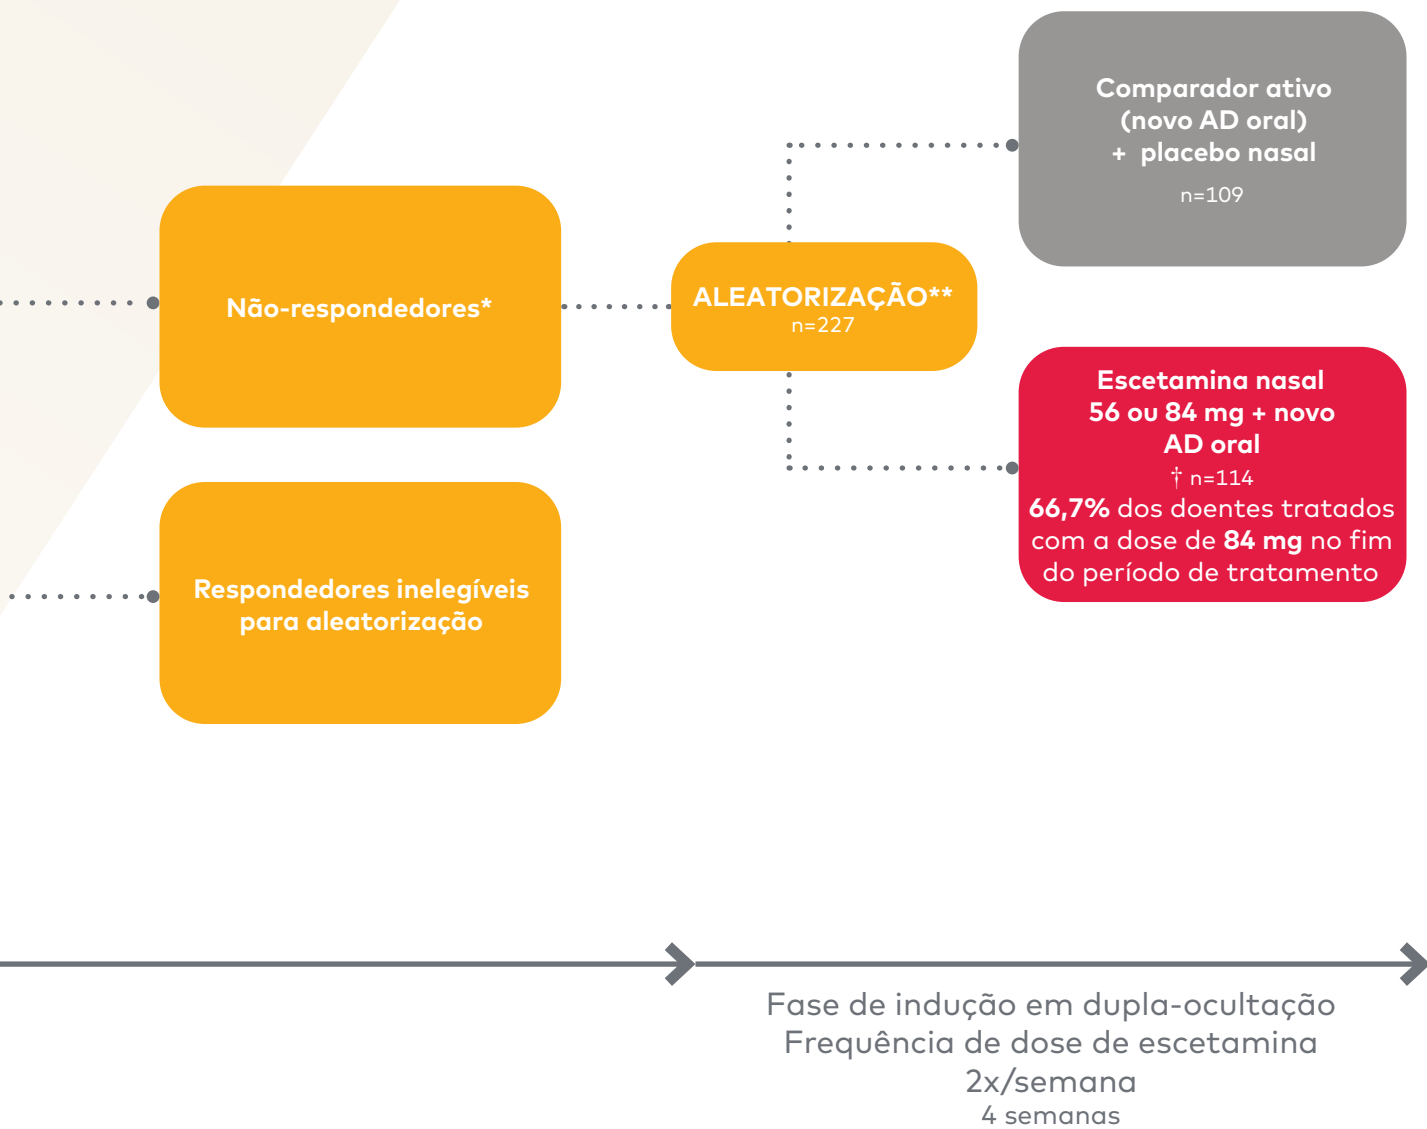 Não-respondedores*
Respondedores inelegíveis
para aleatorização
ALEATORIZAÇÃO**
n=227
Comparador ativo
(novo AD oral)
+ placebo nasal
n=109
Escetamina nasal
56 ou 84 mg + novo
AD oral
† n=114
66,7% dos doentes tratados
com a dose de 84 mg no fim
do período de tratamento
Fase de indução em dupla-ocultação
Frequência de dose de escetamina
2x/semana
4 semanas